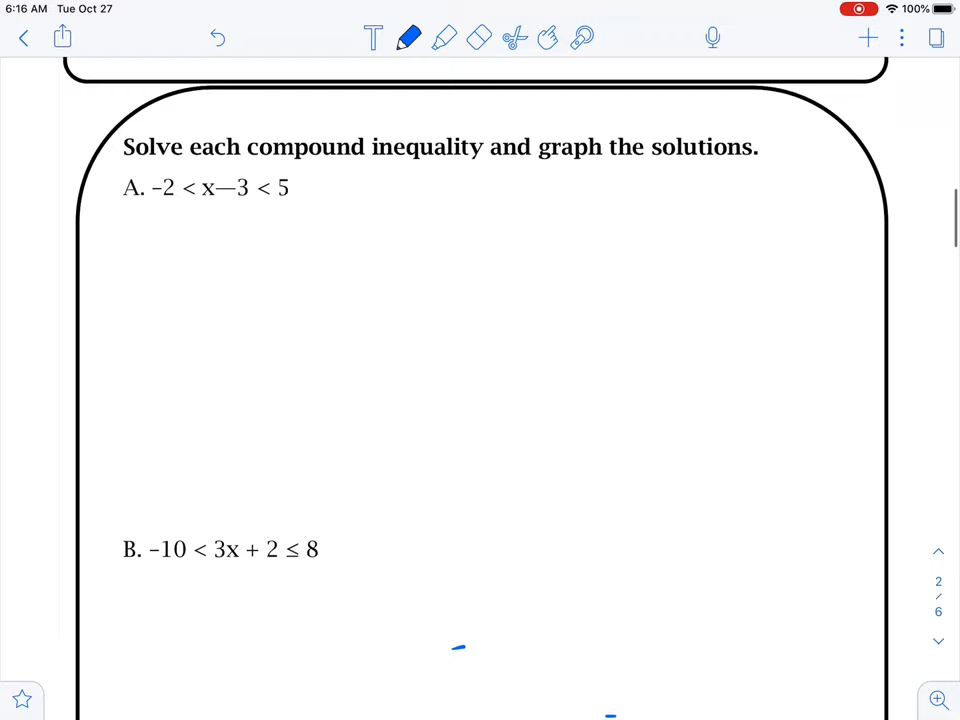 6:16 AM Tue Oct 27
100%
Solve each compound inequality and graph the solutions.
A. –2 < x—3 < 5
B. –10 < 3x + 2 ≤ 8
2
/
6